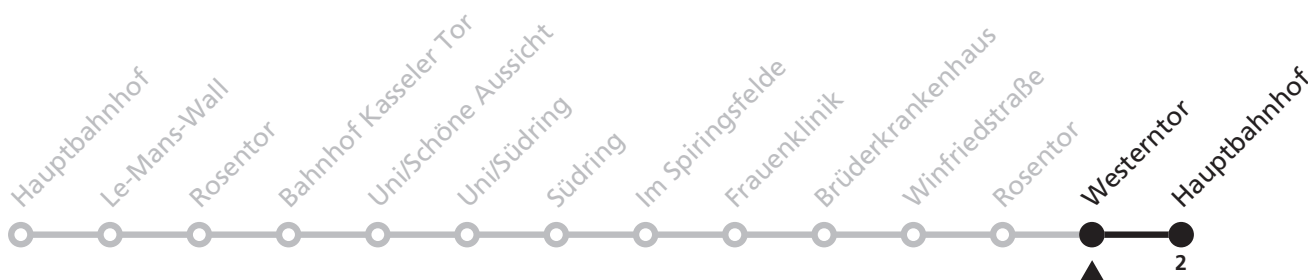 Hauptbahnhof
Le-Mans-Wall
Rosentor
Bahnhof Kasseler Tor
Uni/Schöne Aussicht
Uni/Südring
Südring
Im Spiringsfelde
Frauenklinik
Brüderkrankenhaus
Winfriedstraße
Rosentor
Westerntor
Hauptbahnhof
2